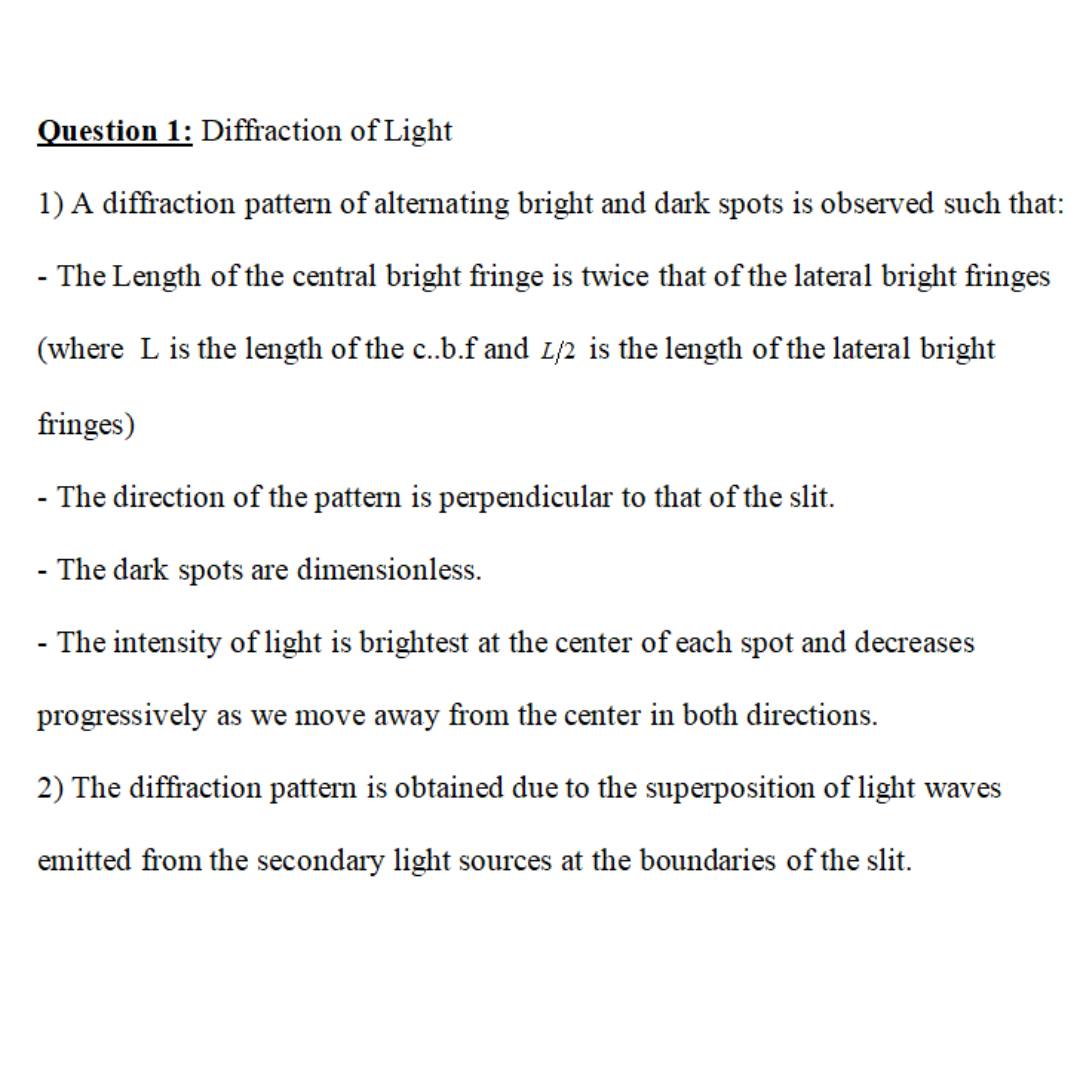 Question 1: Diffraction of Light
1) A diffraction pattern of alternating bright and dark spots is observed such that:
- The Length of the central bright fringe is twice that of the lateral bright fringes
(where L is the length of the c..b.f and L/2 is the length of the lateral bright
fringes)
- The direction of the pattern is perpendicular to that of the slit.
- The dark spots are dimensionless.
- The intensity of light is brightest at the center of each spot and decreases
progressively as we move away from the center in both directions.
2) The diffraction pattern is obtained due to the superposition of light waves
emitted from the secondary light sources at the boundaries of the slit.